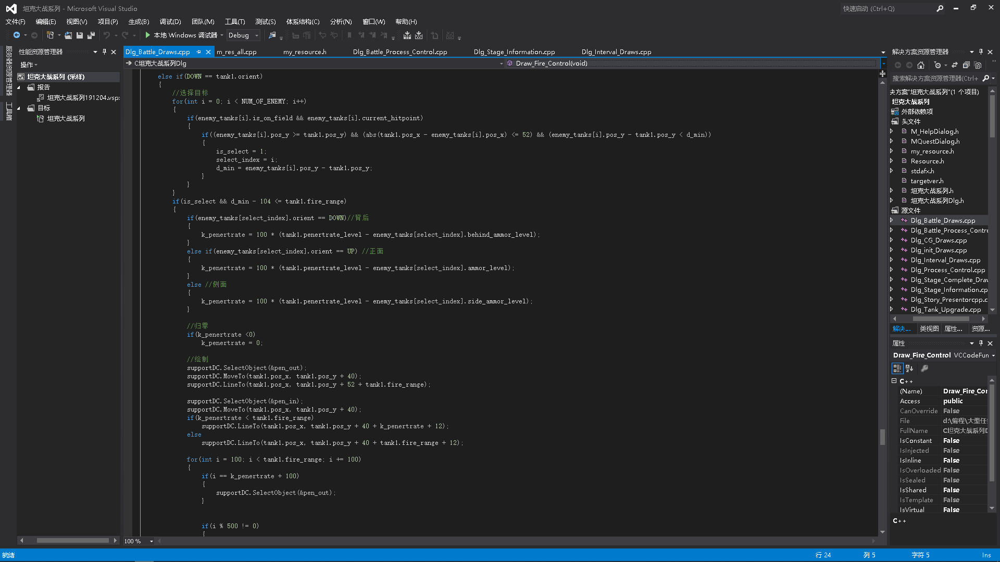 坦克大战系列 - Microsoft Visual Studio
快速启动 (Ctrl+Q)
文件(F) 编辑(E) 视图(V) 项目(P) 生成(B) 调试(D) 团队(M) 工具(T) 测试(S) 体系结构(C) 分析(N) 窗口(W) 帮助(H)
本地 Windows 调试器 Debug
服务器资源管理器
工具箱
性能资源管理器
操作
坦克大战系列 (采样)
报告
坦克大战系列191204.vsp
目标
坦克大战系列
Dlg_Battle_Draws.cpp m_res_all.cpp my_resource.h Dlg_Battle_Process_Control.cpp Dlg_Stage_Information.cpp Dlg_Interval_Draws.cpp
C坦克大战系列Dlg Draw_Fire_Control(void)
else if(DOWN == tank1.orient)
{
//选择目标
for(int i = 0; i < NUM_OF_ENEMY; i++)
{
if(enemy_tanks[i].is_on_field && enemy_tanks[i].current_hitpoint)
{
if((enemy_tanks[i].pos_y >= tank1.pos_y) && (abs(tank1.pos_x - enemy_tanks[i].pos_x) <= 52) && (enemy_tanks[i].pos_y - tank1.pos_y < d_min))
{
is_select = 1;
select_index = i;
d_min = enemy_tanks[i].pos_y - tank1.pos_y;
}
}
}
if(is_select && d_min - 104 <= tank1.fire_range)
{
if(enemy_tanks[select_index].orient == DOWN)//背后
{
k_penertrate = 100 * (tank1.penertrate_level - enemy_tanks[select_index].behind_ammor_level);
}
else if(enemy_tanks[select_index].orient == UP) //正面
{
k_penertrate = 100 * (tank1.penertrate_level - enemy_tanks[select_index].ammor_level);
}
else //侧面
{
k_penertrate = 100 * (tank1.penertrate_level - enemy_tanks[select_index].side_ammor_level);
}
//归零
if(k_penertrate <0)
k_penertrate = 0;
//绘制
supportDC.SelectObject(&pen_out);
supportDC.MoveTo(tank1.pos_x, tank1.pos_y + 40);
supportDC.LineTo(tank1.pos_x, tank1.pos_y + 52 + tank1.fire_range);
supportDC.SelectObject(&pen_in);
supportDC.MoveTo(tank1.pos_x, tank1.pos_y + 40);
if(k_penertrate < tank1.fire_range)
supportDC.LineTo(tank1.pos_x, tank1.pos_y + 40 + k_penertrate + 12);
else
supportDC.LineTo(tank1.pos_x, tank1.pos_y + 40 + tank1.fire_range + 12);
for(int i = 100; i < tank1.fire_range; i += 100)
{
if(i == k_penertrate + 100)
{
supportDC.SelectObject(&pen_out);
}
if(i % 500 != 0)
{
100 %
解决方案资源管理器
搜索解决方案资源管理器(Ctrl+
决方案"坦克大战系列"(1 个项目)
坦克大战系列
外部依赖项
头文件
M_HelpDialog.h
MQuestDialog.h
my_resource.h
Resource.h
stdafx.h
targetver.h
坦克大战系列.h
坦克大战系列Dlg.h
源文件
Dlg_Battle_Draws.cpp
Dlg_Battle_Process_Contro
Dlg_CG_Draws.cpp
Dlg_init_Draws.cpp
Dlg_Interval_Draws.cpp
Dlg_Process_Control.cpp
Dlg_Stage_Complete_Drav
Dlg_Stage_Information.cp
Dlg_Story_Presentorcpp.c
Dlg_Tank_Upgrade.cpp
解决... 类视图 属性... 资源...
属性
Draw_Fire_Control VCCodeFun
C++
(Name) Draw_Fire_Cor
Access public
CanOverride False
File d:\编程\大型任
FullName C坦克大战系列D
IsConstant False
IsInjected False
IsInline False
IsOverloaded False
IsSealed False
IsShared False
IsTemplate False
IsVirtual False
C++
就绪 行 24 列 5 字符 5 Ins